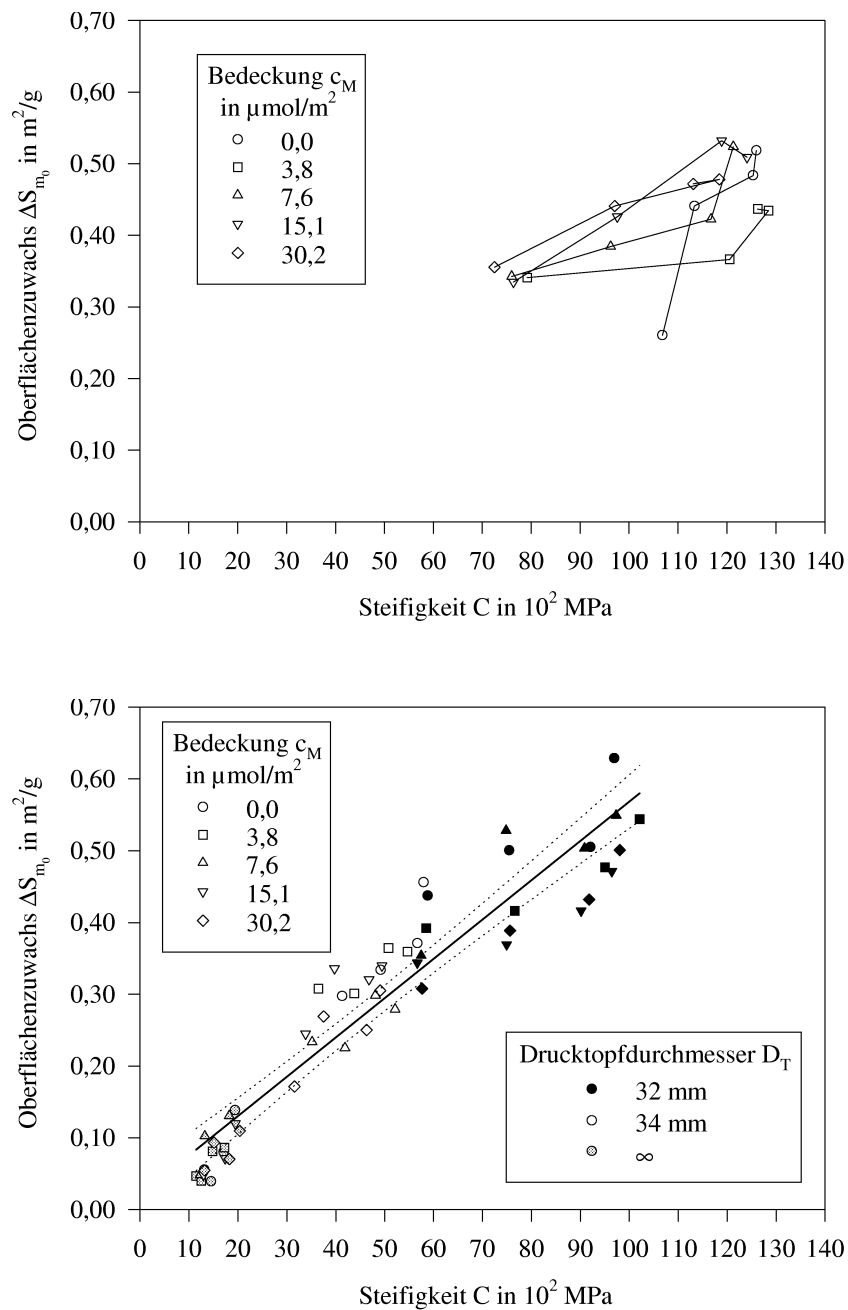 0,70
0,60
0,50
0,40
0,30
0,20
0,10
0,00
Oberflächenzuwachs ΔSm₀ in m²/g
Bedeckung cM
in µmol/m²
0,0
3,8
7,6
15,1
30,2
0 10 20 30 40 50 60 70 80 90 100 110 120 130 140
Steifigkeit C in 10² MPa
0,70
0,60
0,50
0,40
0,30
0,20
0,10
0,00
Oberflächenzuwachs ΔSm₀ in m²/g
Bedeckung cM
in µmol/m²
0,0
3,8
7,6
15,1
30,2
Drucktopfdurchmesser DT
32 mm
34 mm
∞
0 10 20 30 40 50 60 70 80 90 100 110 120 130 140
Steifigkeit C in 10² MPa